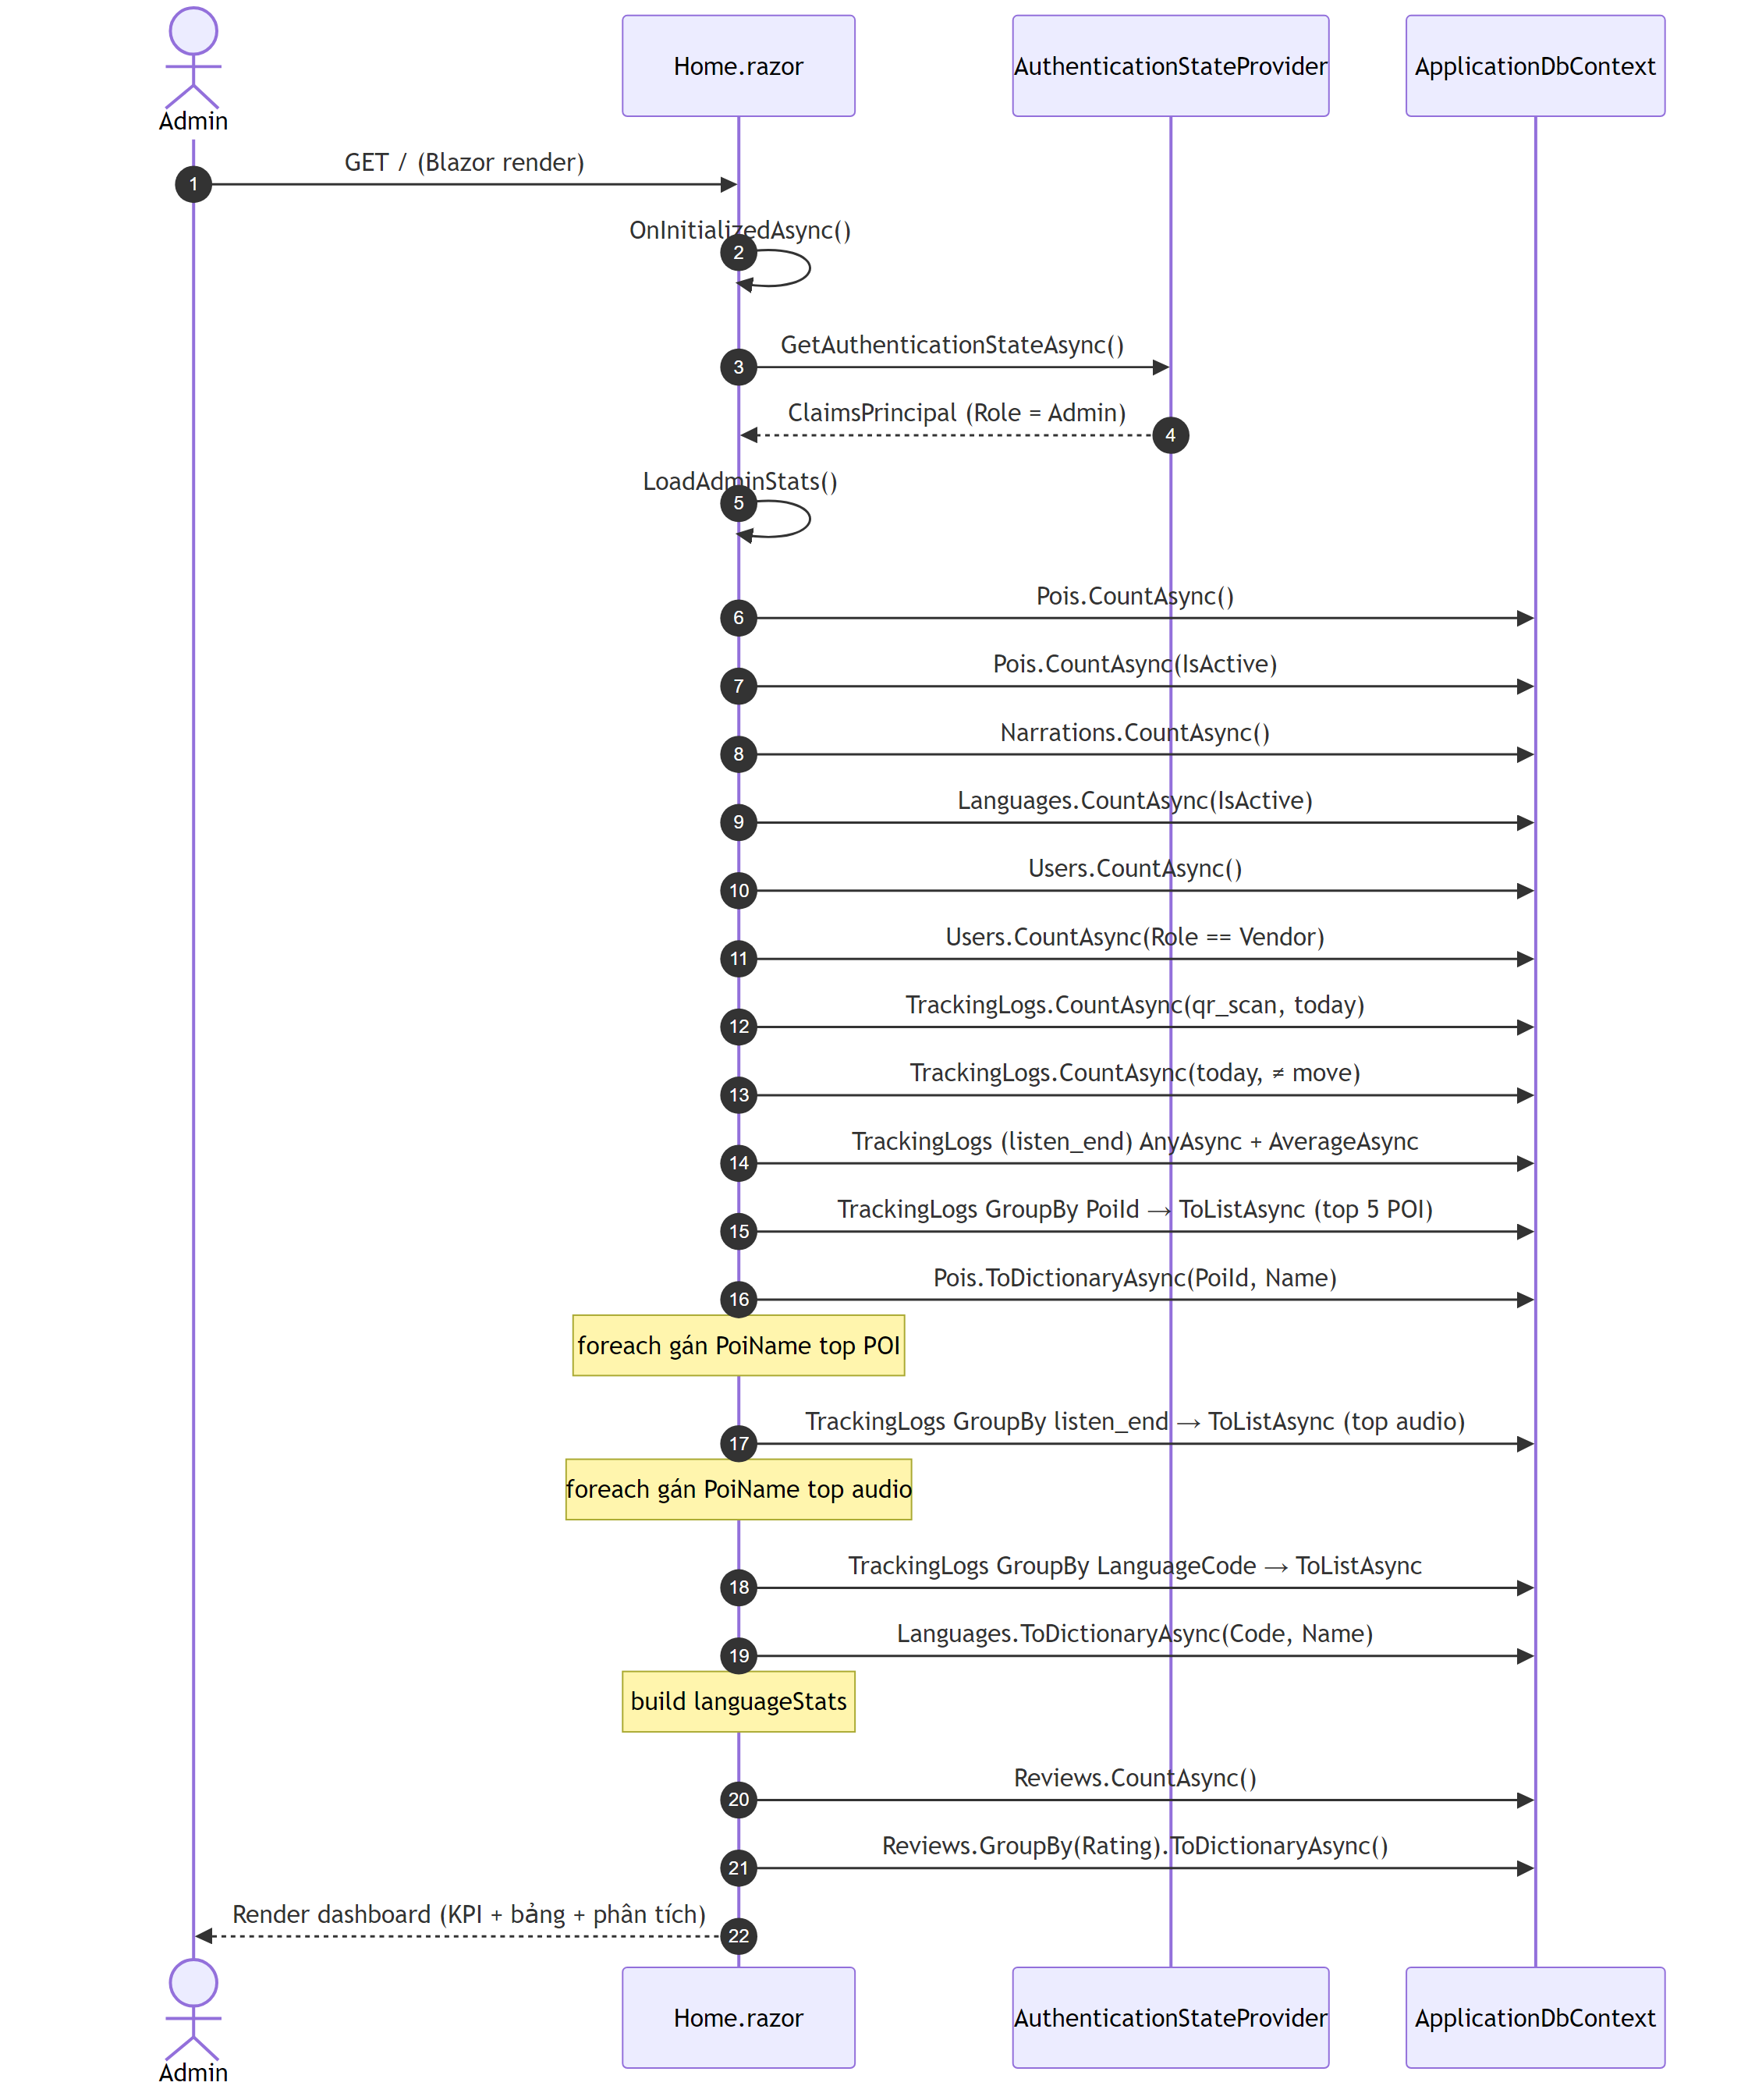 Admin
Home.razor
AuthenticationStateProvider
ApplicationDbContext
GET / (Blazor render)
1
OnInitializedAsync()
2
GetAuthenticationStateAsync()
3
ClaimsPrincipal (Role = Admin)
4
LoadAdminStats()
5
Pois.CountAsync()
6
Pois.CountAsync(IsActive)
7
Narrations.CountAsync()
8
Languages.CountAsync(IsActive)
9
Users.CountAsync()
10
Users.CountAsync(Role == Vendor)
11
TrackingLogs.CountAsync(qr_scan, today)
12
TrackingLogs.CountAsync(today, ≠ move)
13
TrackingLogs (listen_end) AnyAsync + AverageAsync
14
TrackingLogs GroupBy PoiId → ToListAsync (top 5 POI)
15
Pois.ToDictionaryAsync(PoiId, Name)
16
foreach gán PoiName top POI
TrackingLogs GroupBy listen_end → ToListAsync (top audio)
17
foreach gán PoiName top audio
TrackingLogs GroupBy LanguageCode → ToListAsync
18
Languages.ToDictionaryAsync(Code, Name)
19
build languageStats
Reviews.CountAsync()
20
Reviews.GroupBy(Rating).ToDictionaryAsync()
21
Render dashboard (KPI + bảng + phân tích)
22
Admin
Home.razor
AuthenticationStateProvider
ApplicationDbContext